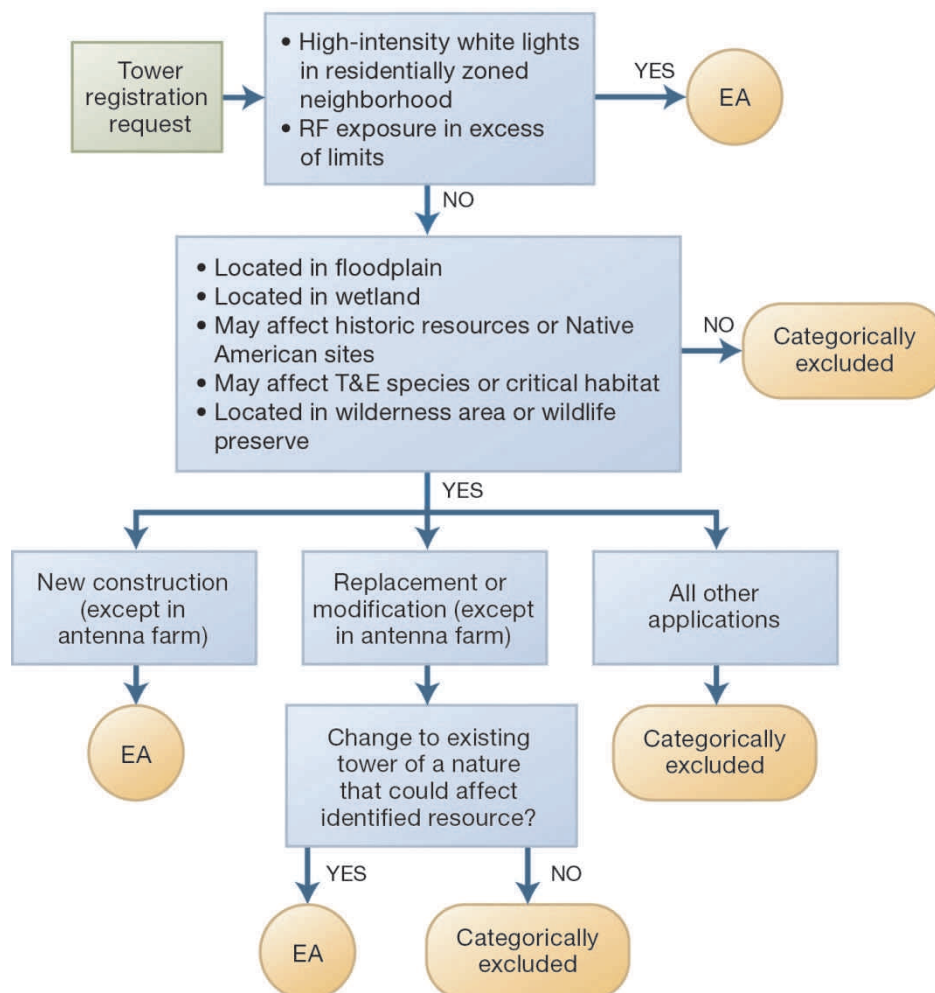 Tower
registration
request
• High-intensity white lights
in residentially zoned
neighborhood
• RF exposure in excess
of limits
YES
EA
NO
• Located in floodplain
• Located in wetland
• May affect historic resources or Native
American sites
• May affect T&E species or critical habitat
• Located in wilderness area or wildlife
preserve
NO
Categorically
excluded
YES
New construction
(except in
antenna farm)
Replacement or
modification (except
in antenna farm)
All other
applications
EA
Change to existing
tower of a nature
that could affect
identified resource?
Categorically
excluded
YES
NO
EA
Categorically
excluded